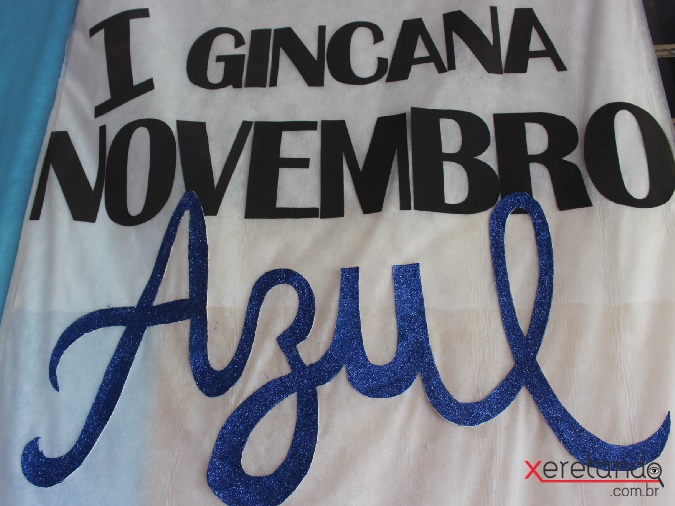 I GINCANA
NOVEMBRO
Azul
Xeretando
.com.br